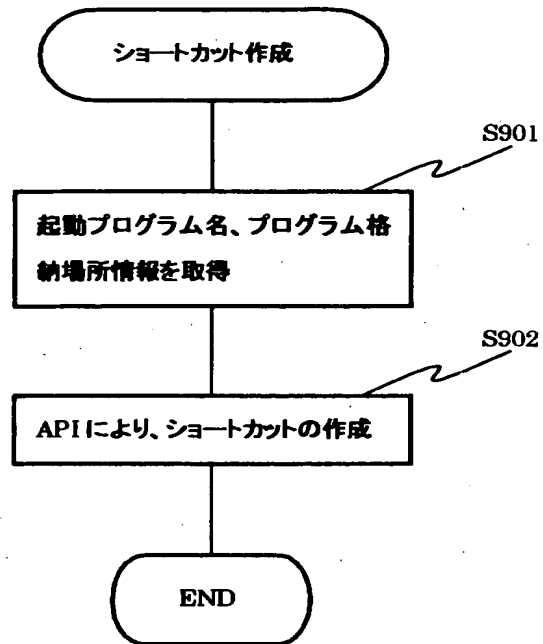 ショートカット作成
S901
起動プログラム名、プログラム格
納場所情報を取得
S902
APIにより、ショートカットの作成
END